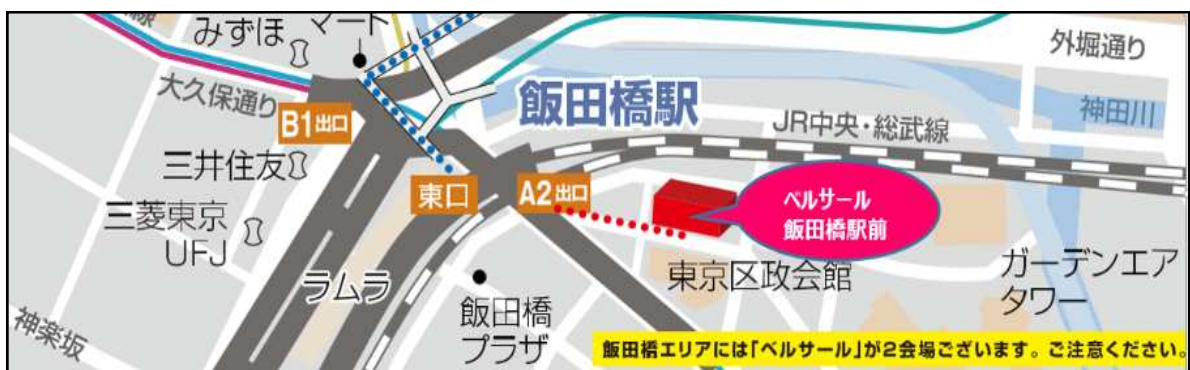 みずほ
マート
大久保通り
B1出口
三井住友
三菱東京
UFJ
神楽坂
ラムラ
東口
A2出口
飯田橋駅
JR中央・総武線
外堀通り
神田川
ベルサール
飯田橋駅前
東京区政会館
ガーデンエア
タワー
飯田橋
プラザ
飯田橋エリアには「ベルサール」が2会場ございます。ご注意ください。